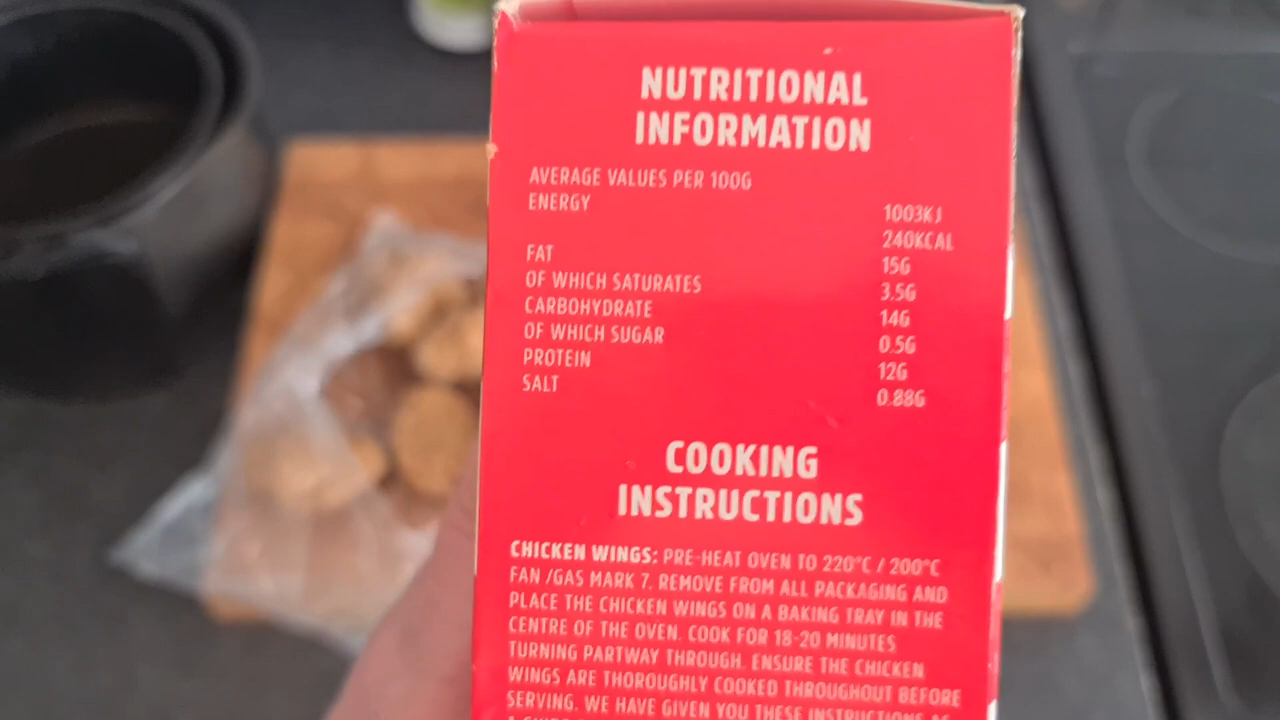 NUTRITIONAL
INFORMATION
AVERAGE VALUES PER 100G
ENERGY 1003KJ
240KCAL
FAT 15G
OF WHICH SATURATES 3.5G
CARBOHYDRATE 14G
OF WHICH SUGAR 0.5G
PROTEIN 12G
SALT 0.88G
COOKING
INSTRUCTIONS
CHICKEN WINGS: PRE-HEAT OVEN TO 220°C / 200°C
FAN /GAS MARK 7. REMOVE FROM ALL PACKAGING AND
PLACE THE CHICKEN WINGS ON A BAKING TRAY IN THE
CENTRE OF THE OVEN. COOK FOR 18-20 MINUTES
TURNING PARTWAY THROUGH. ENSURE THE CHICKEN
WINGS ARE THOROUGHLY COOKED THROUGHOUT BEFORE
SERVING. WE HAVE GIVEN YOU THESE INSTRUCTIONS AS